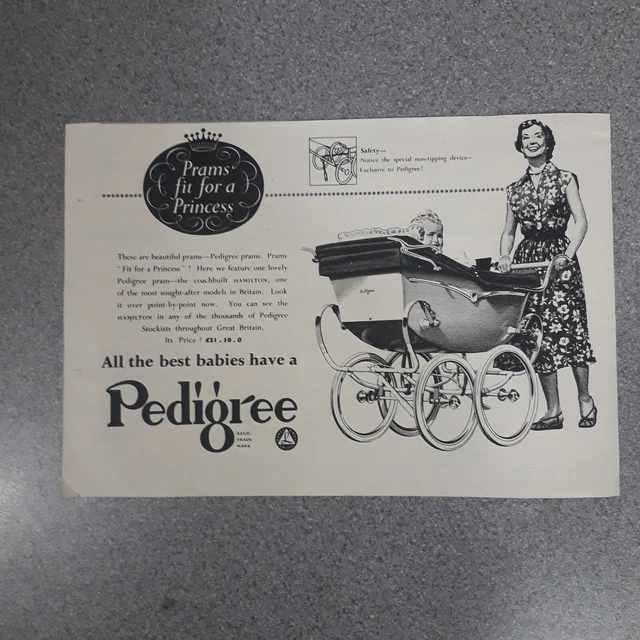 Prams
fit for a
Princess
Safety—
Notice the special non-tipping device—
Exclusive to Pedigree!
These are beautiful prams—Pedigree prams. Prams
'Fit for a Princess'! Here we feature one lovely
Pedigree pram—the coachbuilt HAMILTON, one
of the most sought-after models in Britain. Look
it over point-by-point now. You can see the
HAMILTON in any of the thousands of Pedigree
Stockists throughout Great Britain.
Its Price? £21.10.0
All the best babies have a
Pedigree
REGD.
TRADE
MARK